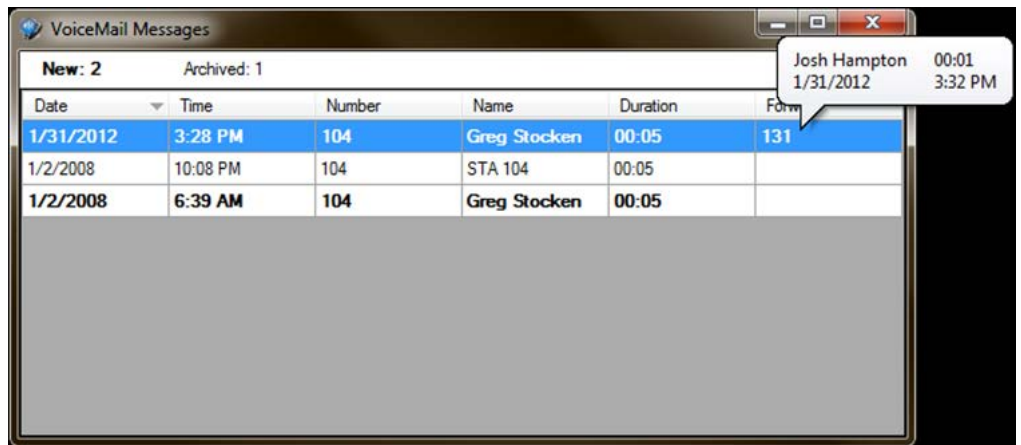 VoiceMail Messages
New: 2 Archived: 1
Josh Hampton 00:01
1/31/2012 3:32 PM
Date Time Number Name Duration
1/31/2012 3:28 PM 104 Greg Stocken 00:05 131
1/2/2008 10:08 PM 104 STA 104 00:05
1/2/2008 6:39 AM 104 Greg Stocken 00:05